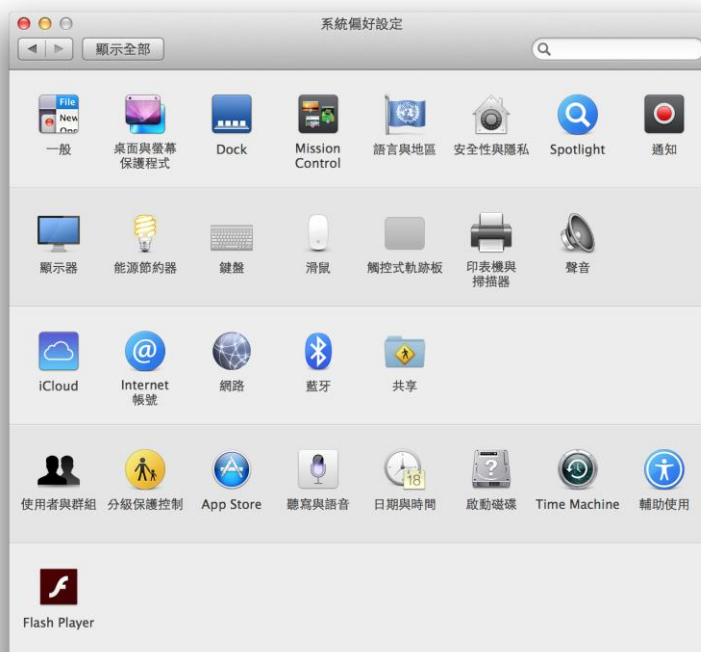 系統偏好設定
顯示全部
File
New
Ope
一般
桌面與螢幕
保護程式
Dock
Mission
Control
語言與地區
安全性與隱私
Spotlight
通知
顯示器
能源節約器
鍵盤
滑鼠
觸控式軌跡板
印表機與
掃描器
聲音
iCloud
Internet
帳號
網路
藍牙
共享
使用者與群組
分級保護控制
App Store
聽寫與語音
18
日期與時間
?
啟動磁碟
Time Machine
輔助使用
Flash Player